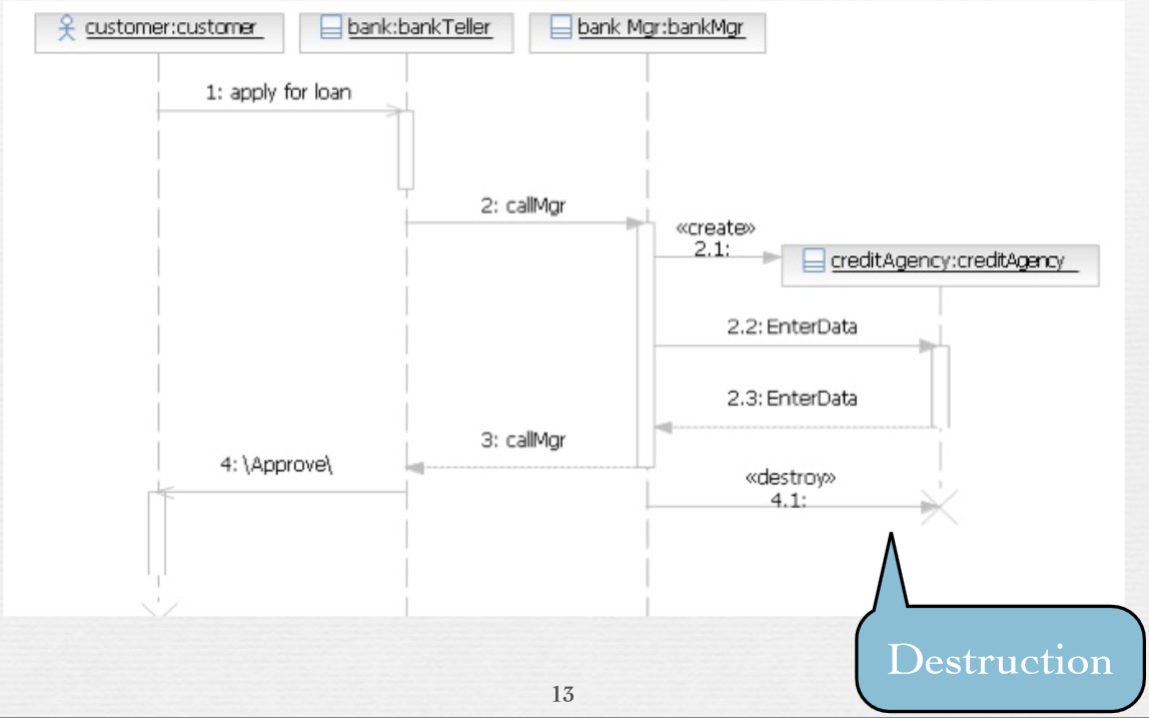 customer:customer
bank:bankTeller
bank Mgr:bankMgr
1: apply for loan
2: callMgr
«create»
2.1:
creditAgency:creditAgency
2.2: EnterData
2.3: EnterData
3: callMgr
4: \Approve\
«destroy»
4.1:
Destruction
13